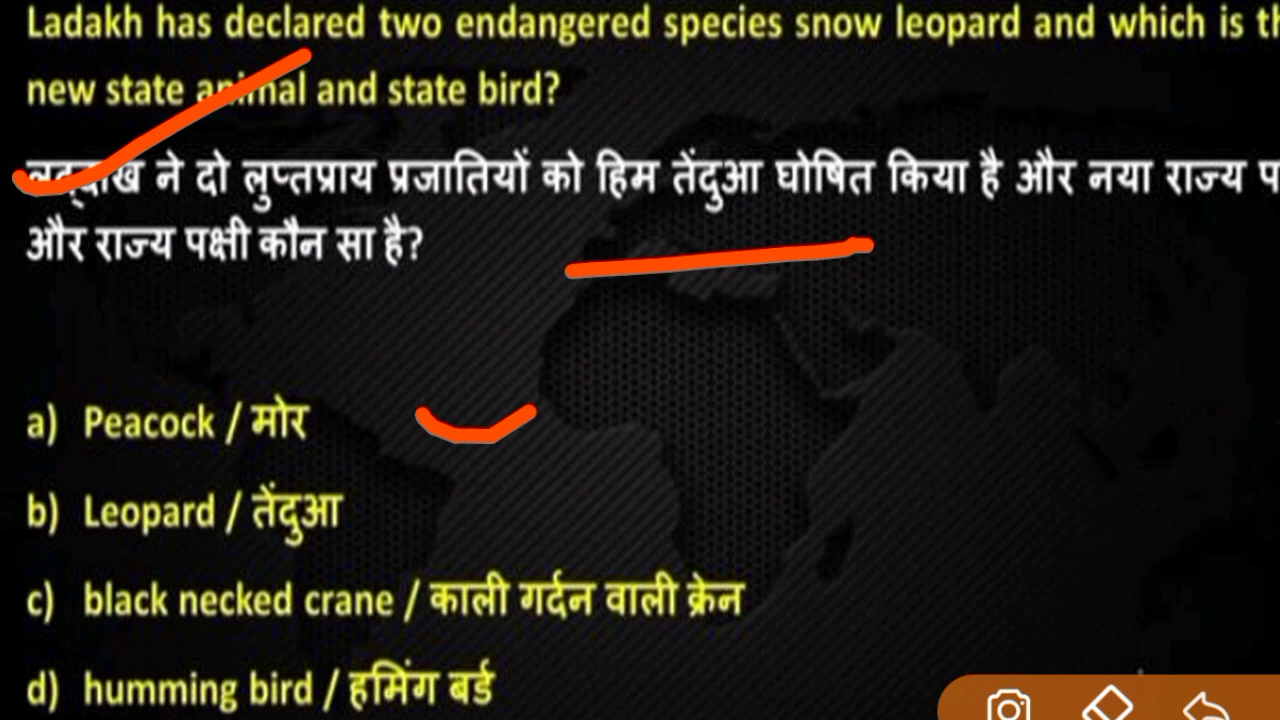 Ladakh has declared two endangered species snow leopard and which is th
new state animal and state bird?
लद्दाख ने दो लुप्तप्राय प्रजातियों को हिम तेंदुआ घोषित किया है और नया राज्य प
और राज्य पक्षी कौन सा है?
a) Peacock / मोर
b) Leopard / तेंदुआ
c) black necked crane / काली गर्दन वाली क्रेन
d) humming bird / हमिंग बर्ड